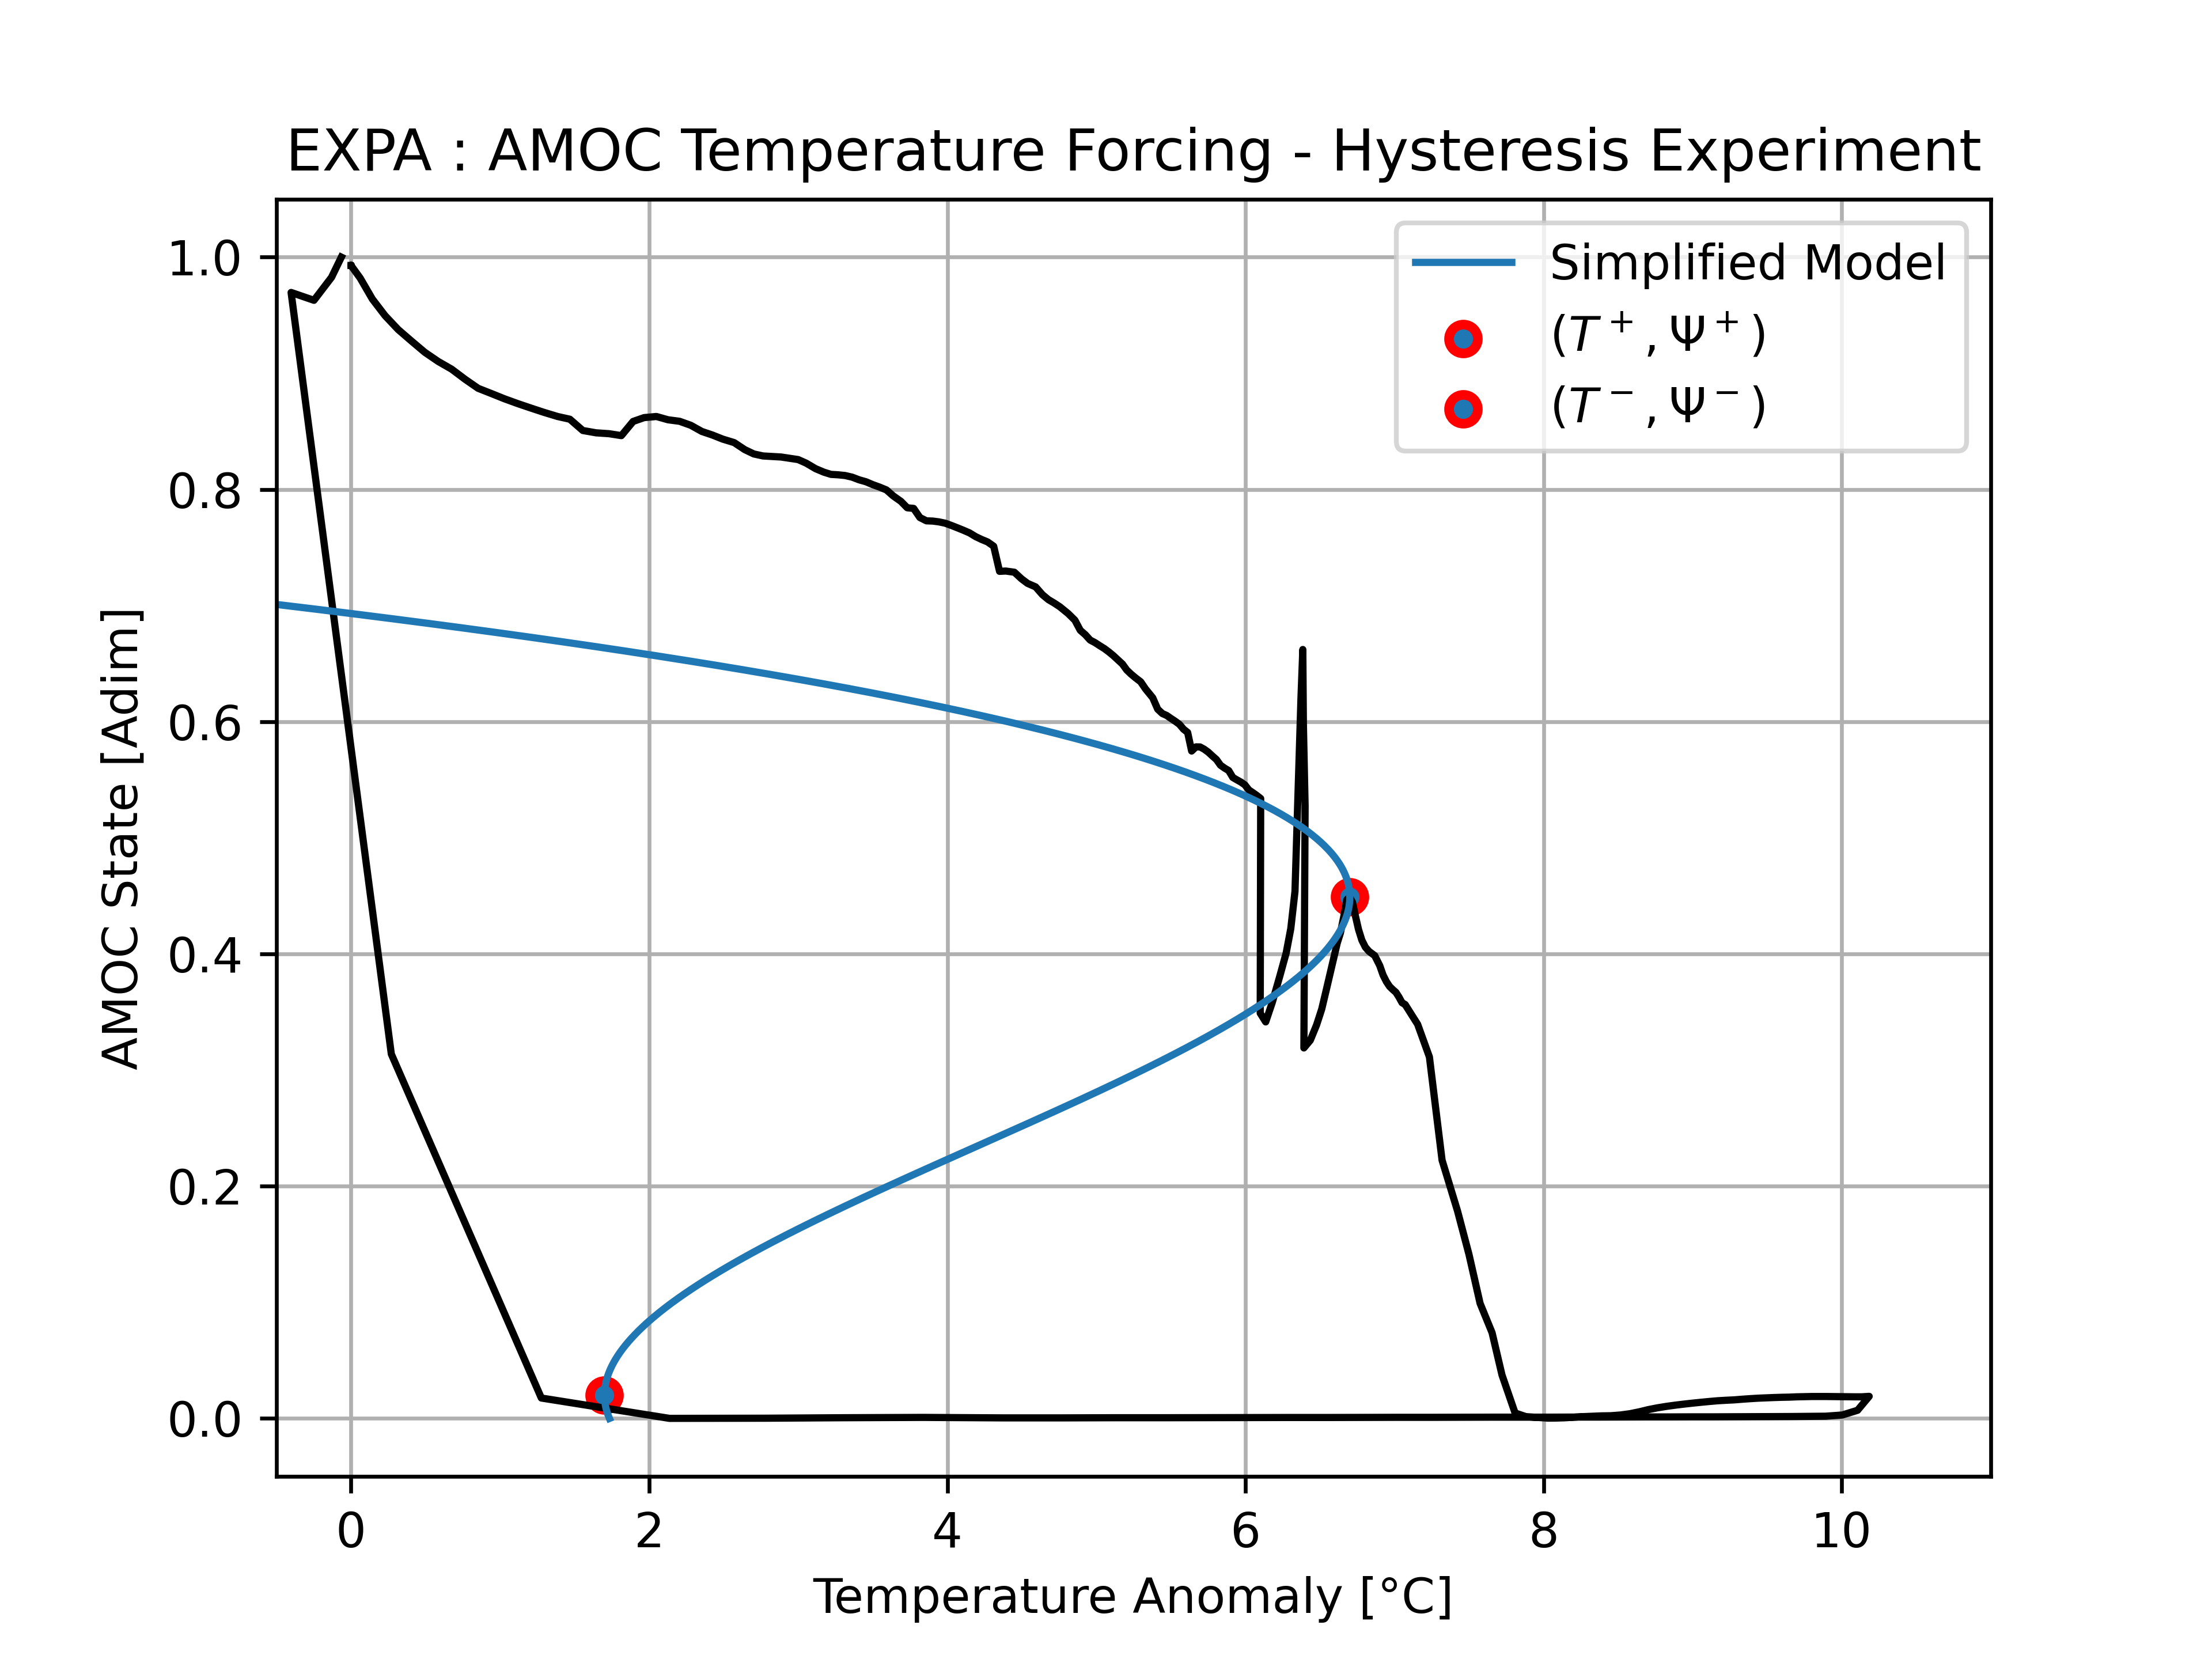 EXPA : AMOC Temperature Forcing - Hysteresis Experiment
Simplified Model
(T⁺, Ψ⁺)
(T⁻, Ψ⁻)
AMOC State [Adim]
1.0
0.8
0.6
0.4
0.2
0.0
0 2 4 6 8 10
Temperature Anomaly [°C]